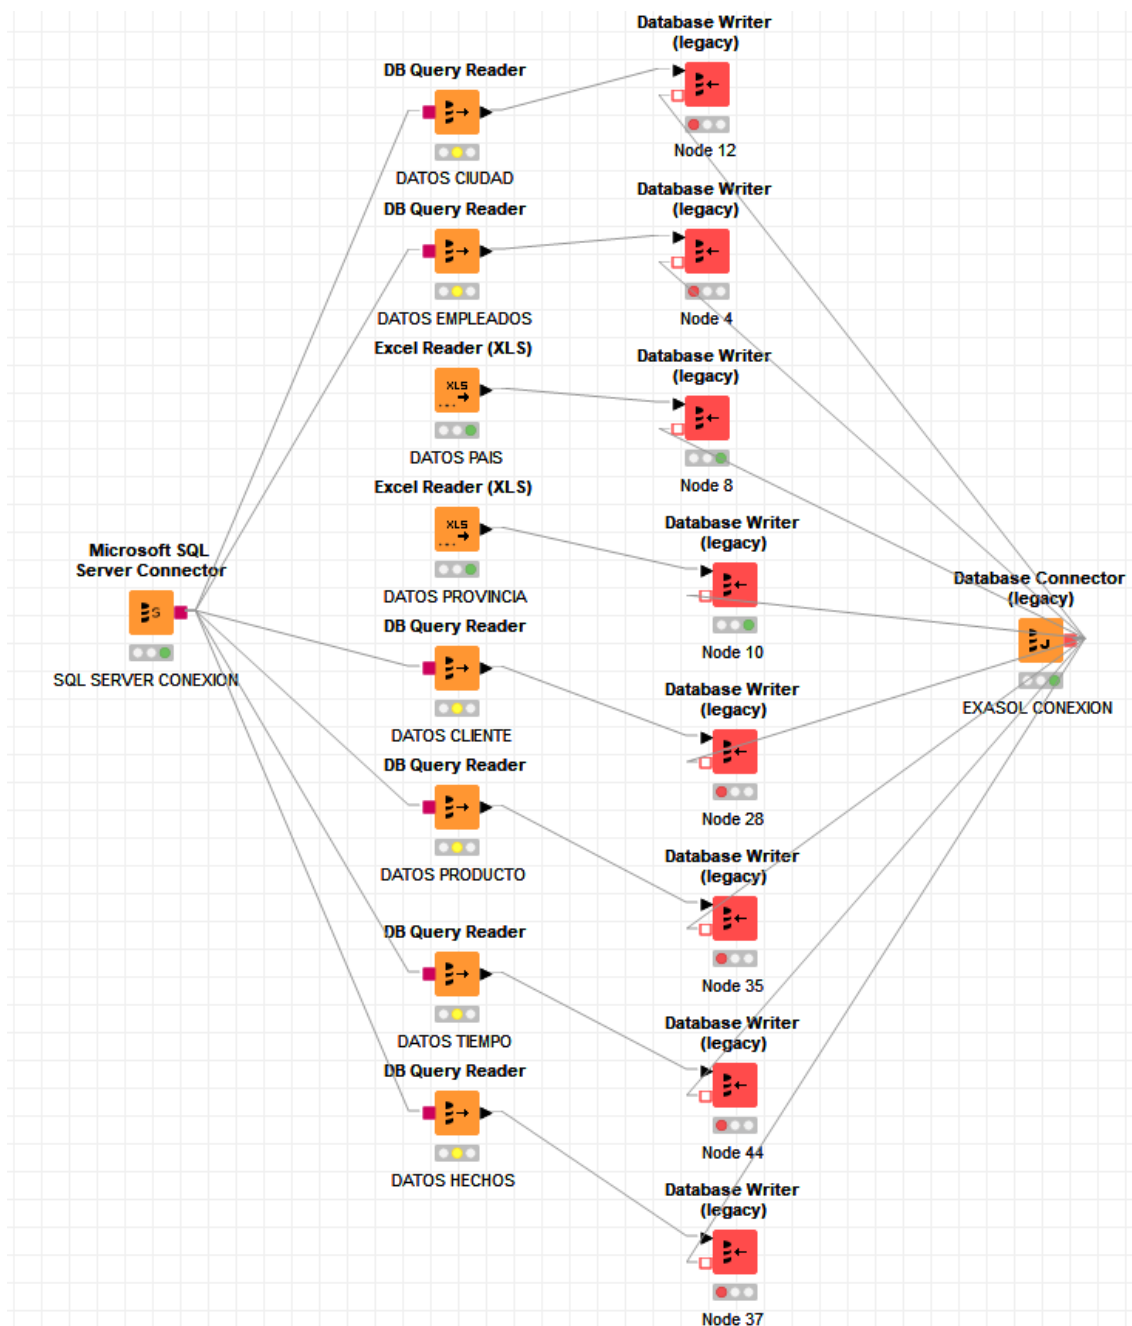 Database Writer
(legacy)
DB Query Reader
Node 12
DATOS CIUDAD
Database Writer
(legacy)
DB Query Reader
DATOS EMPLEADOS
Node 4
Excel Reader (XLS)
Database Writer
(legacy)
XLS
DATOS PAIS
Node 8
Excel Reader (XLS)
Database Writer
(legacy)
XLS
Microsoft SQL
Server Connector
S
SQL SERVER CONEXION
DATOS PROVINCIA
DB Query Reader
Node 10
Database Connector
(legacy)
EXASOL CONEXION
Database Writer
(legacy)
DATOS CLIENTE
DB Query Reader
Node 28
Database Writer
(legacy)
DATOS PRODUCTO
DB Query Reader
Node 35
Database Writer
(legacy)
DATOS TIEMPO
DB Query Reader
Node 44
DATOS HECHOS
Database Writer
(legacy)
Node 37